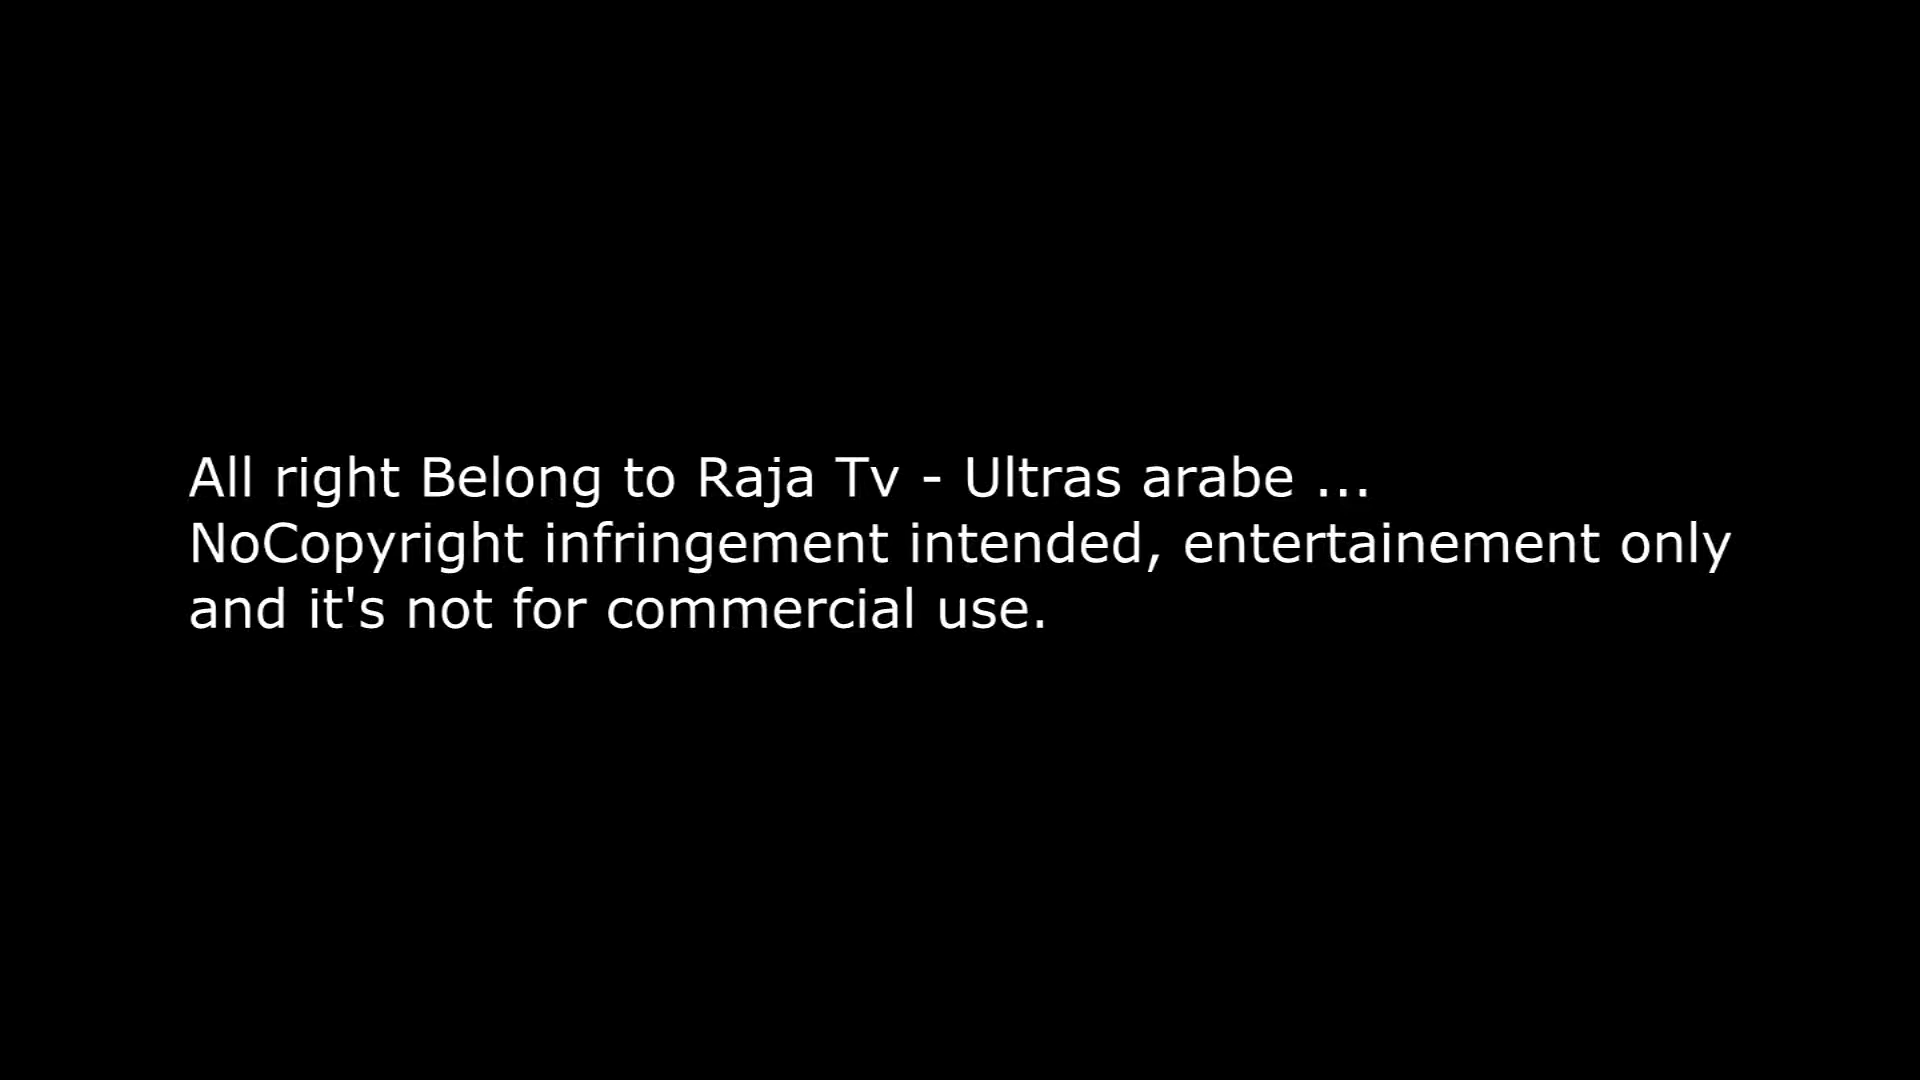 All right Belong to Raja Tv - Ultras arabe ...
NoCopyright infringement intended, entertainement only
and it's not for commercial use.